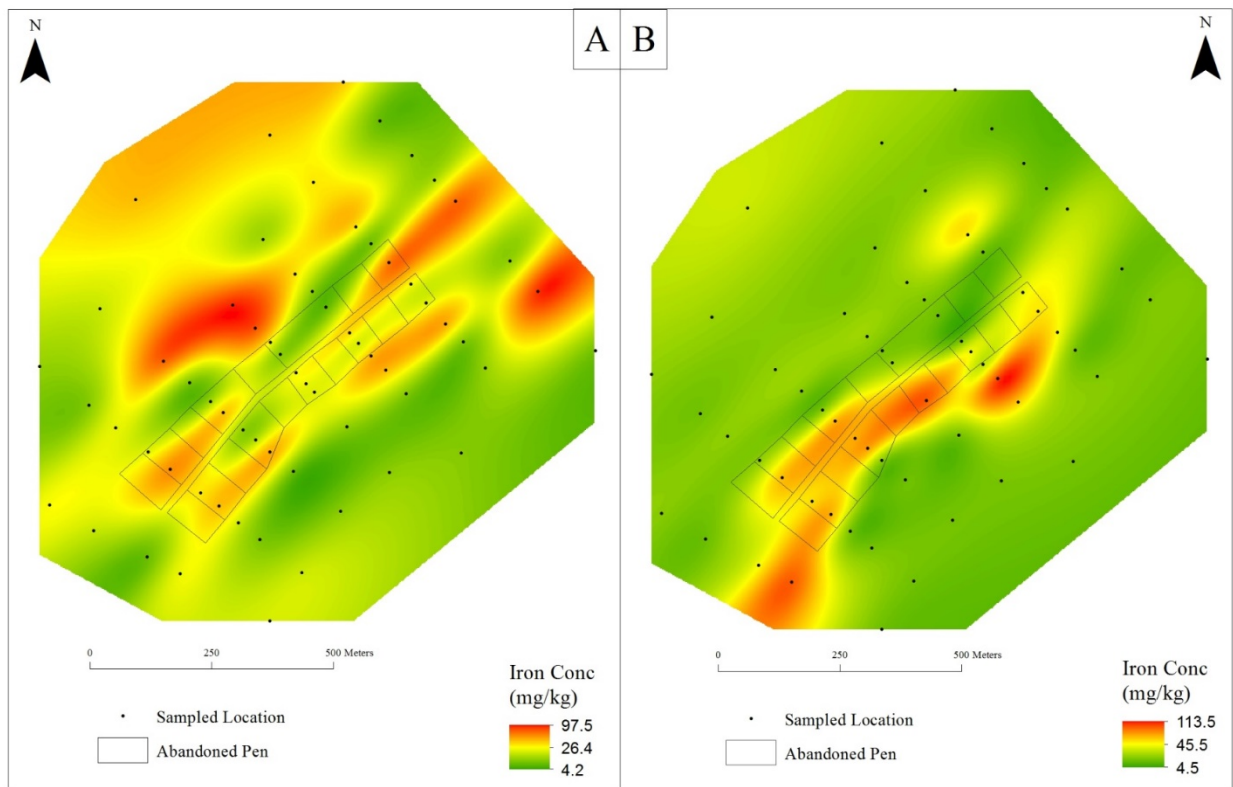 N
A
B
N
0 250 500 Meters
Iron Conc
(mg/kg)
97.5
26.4
4.2
Sampled Location
Abandoned Pen
0 250 500 Meters
Iron Conc
(mg/kg)
113.5
45.5
4.5
Sampled Location
Abandoned Pen